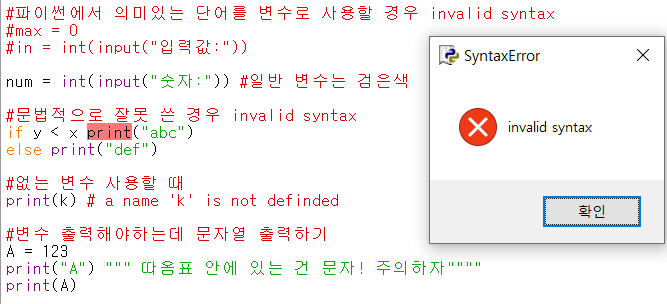 #파이썬에서 의미있는 단어를 변수로 사용할 경우 invalid syntax
#max = 0
#in = int(input("입력값:"))
num = int(input("숫자:")) #일반 변수는 검은색
#문법적으로 잘못 쓴 경우 invalid syntax
if y < x print("abc")
else print("def")
#없는 변수 사용할 때
print(k) # a name 'k' is not definded
#변수 출력해야하는데 문자열 출력하기
A = 123
print("A") """ 따옴표 안에 있는 건 문자! 주의하자""""
print(A)
SyntaxError
invalid syntax
확인